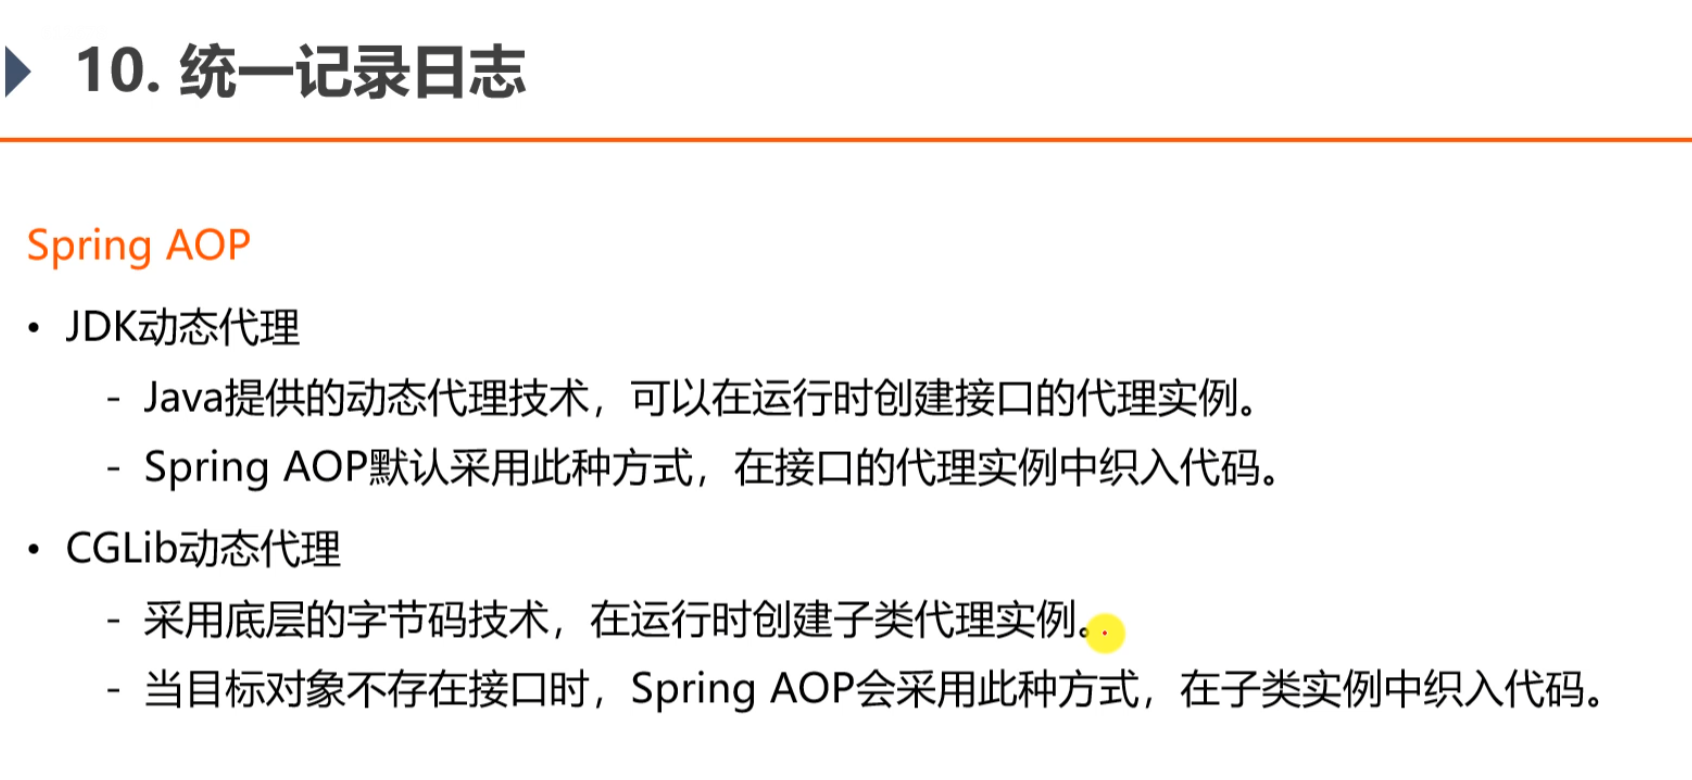 10. 统一记录日志
Spring AOP
• JDK动态代理
- Java提供的动态代理技术，可以在运行时创建接口的代理实例。
- Spring AOP默认采用此种方式，在接口的代理实例中织入代码。
• CGLib动态代理
- 采用底层的字节码技术，在运行时创建子类代理实例。
- 当目标对象不存在接口时，Spring AOP会采用此种方式，在子类实例中织入代码。